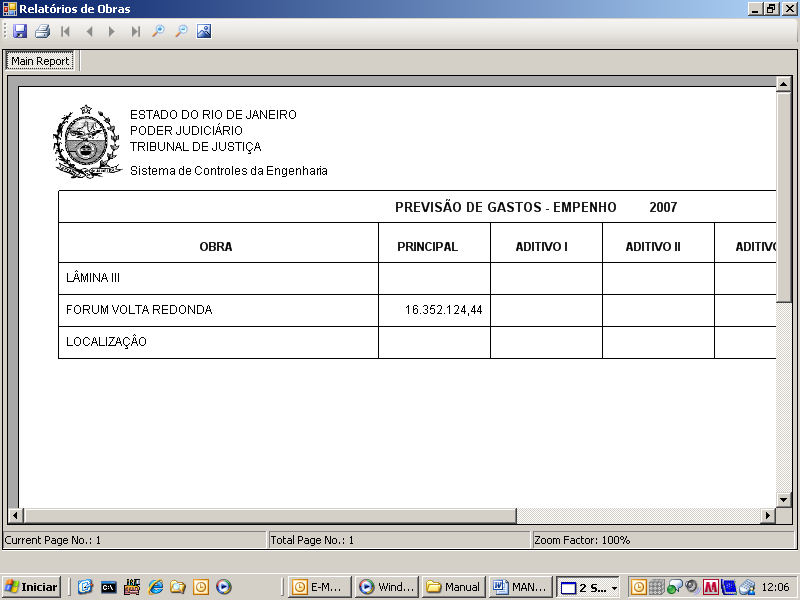 Relatórios de Obras
Main Report
ESTADO DO RIO DE JANEIRO
PODER JUDICIÁRIO
TRIBUNAL DE JUSTIÇA
Sistema de Controles da Engenharia
PREVISÃO DE GASTOS - EMPENHO 2007
OBRA PRINCIPAL ADITIVO I ADITIVO II ADITIVO
LÂMINA III
FORUM VOLTA REDONDA 16.352.124,44
LOCALIZAÇÃO
Current Page No.: 1 Total Page No.: 1 Zoom Factor: 100%
Iniciar E-M... Wind... Manual MAN... 2 S... 12:06